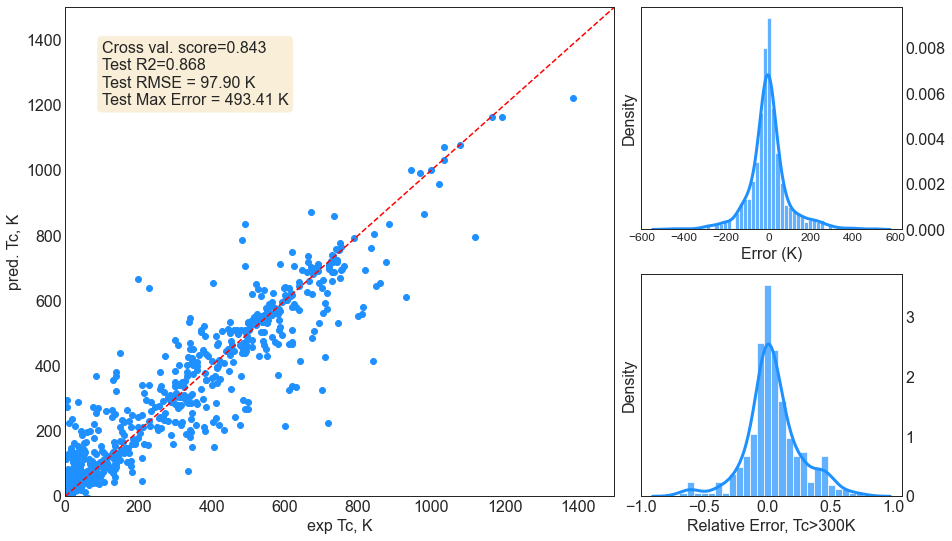 Cross val. score=0.843
Test R2=0.868
Test RMSE = 97.90 K
Test Max Error = 493.41 K
pred. Tc, K
1400
1200
1000
800
600
400
200
0
0 200 400 600 800 1000 1200 1400
exp Tc, K
Density
0.008
0.006
0.004
0.002
0.000
−600 −400 −200 0 200 400 600
Error (K)
Density
3
2
1
0
−1.0 −0.5 0.0 0.5 1.0
Relative Error, Tc>300K